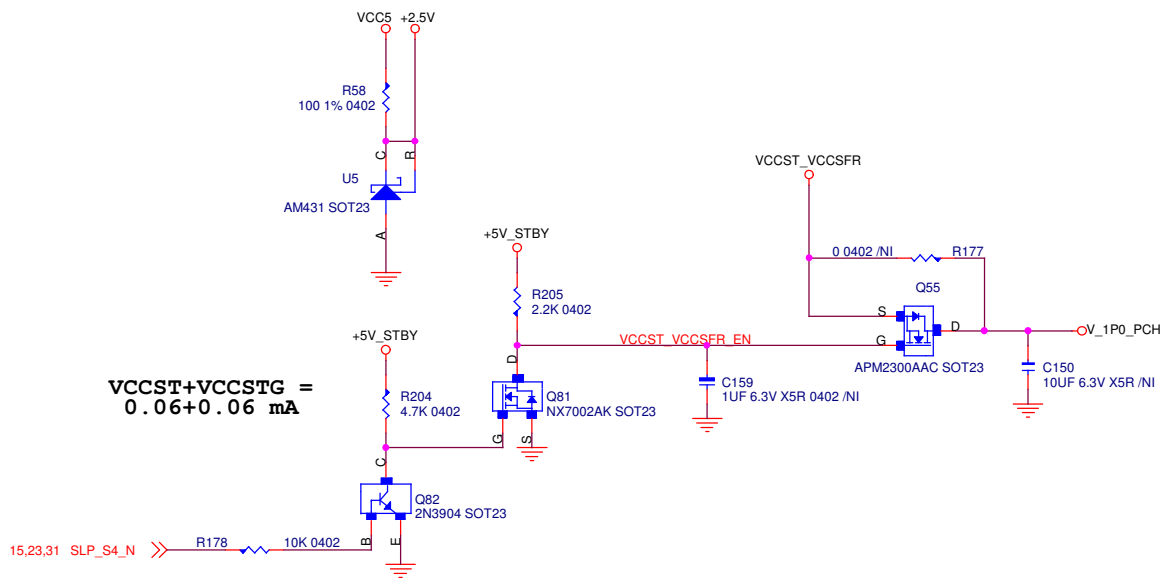 VCC5 +2.5V
R58
100 1% 0402
C
R
U5
AM431 SOT23
A
VCCST_VCCSFR
+5V_STBY
0 0402 /NI
R177
R205
2.2K 0402
Q55
S
D
V_1P0_PCH
G
VCCST_VCCSFR_EN
APM2300AAC SOT23
+5V_STBY
D
C150
10UF 6.3V X5R /NI
C159
1UF 6.3V X5R 0402 /NI
VCCST+VCCSTG =
0.06+0.06 mA
R204
4.7K 0402
Q81
NX7002AK SOT23
G
S
C
Q82
2N3904 SOT23
B
E
15,23,31 SLP_S4_N
R178
10K 0402